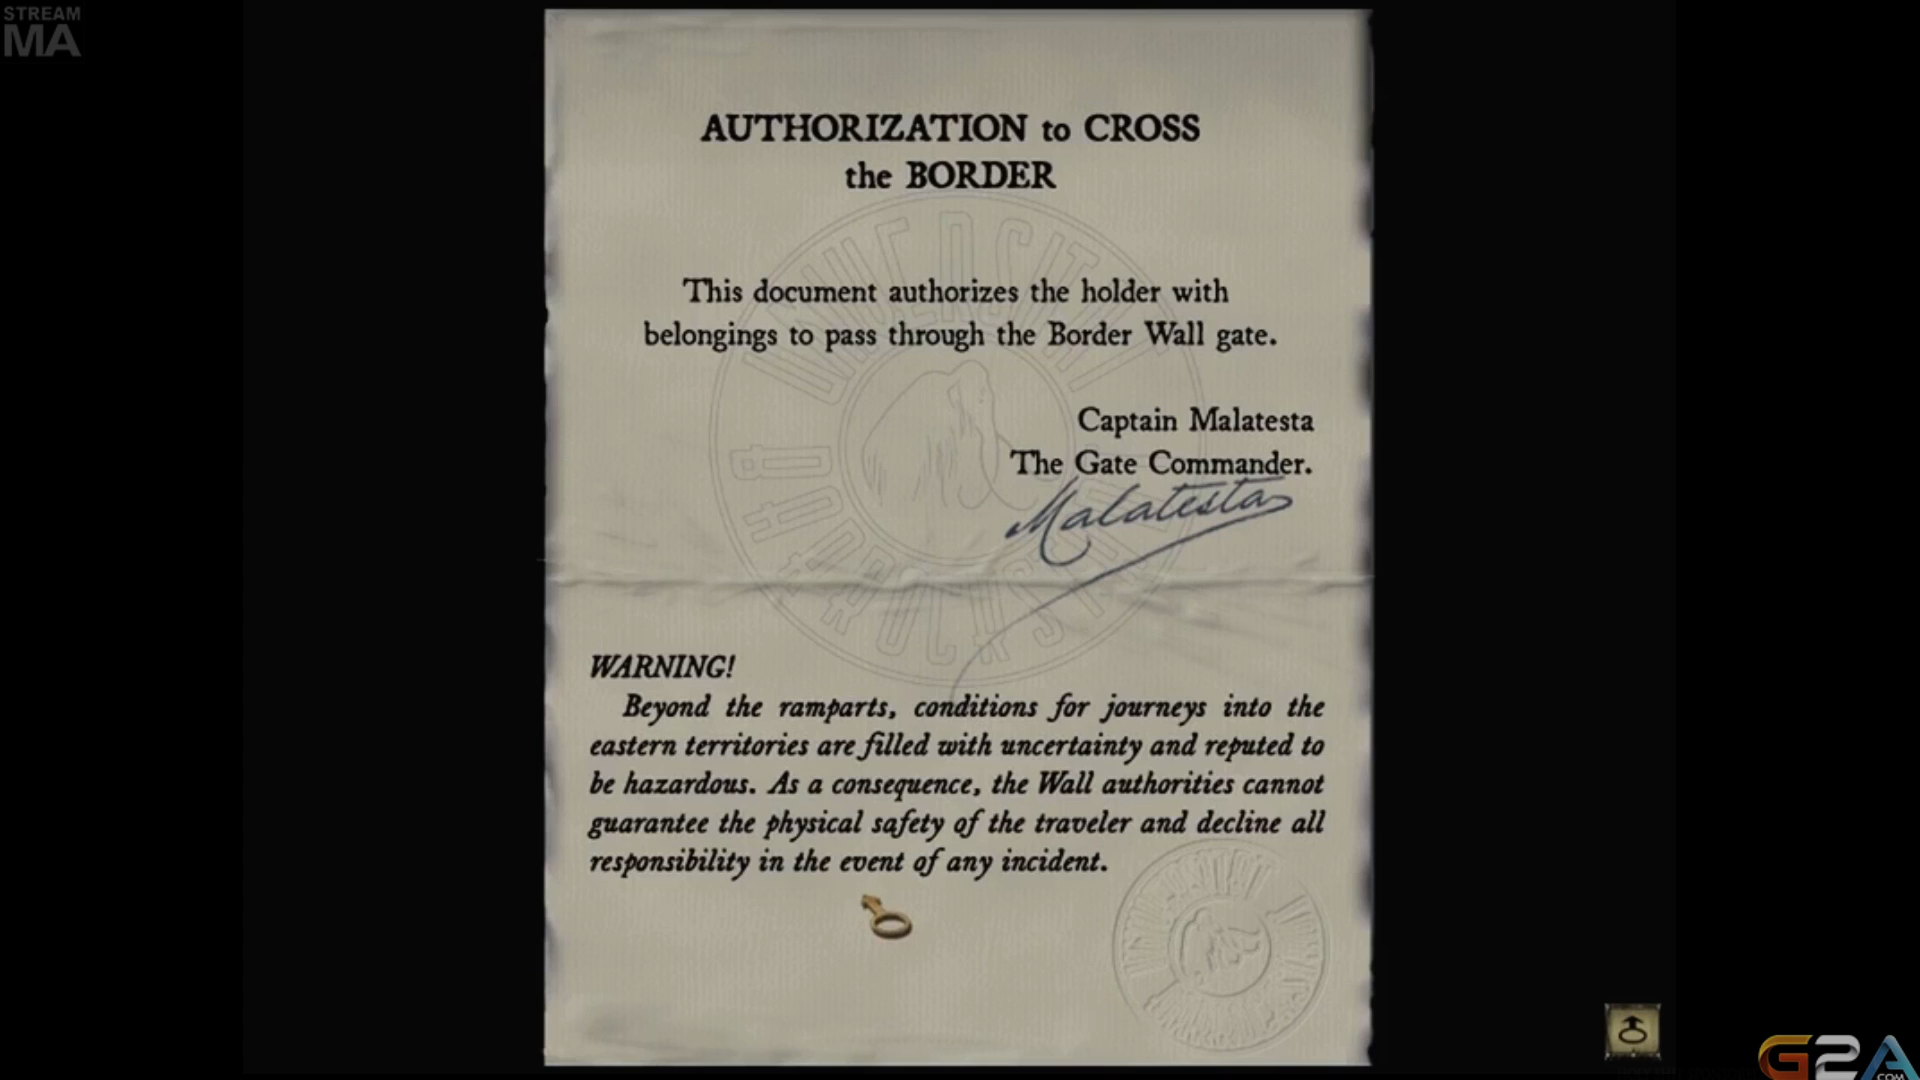 STREAM
MA
AUTHORIZATION to CROSS
the BORDER
This document authorizes the holder with
belongings to pass through the Border Wall gate.
Captain Malatesta
The Gate Commander.
Malatesta
WARNING!
Beyond the ramparts, conditions for journeys into the
eastern territories are filled with uncertainty and reputed to
be hazardous. As a consequence, the Wall authorities cannot
guarantee the physical safety of the traveler and decline all
responsibility in the event of any incident.
G2A
.COM